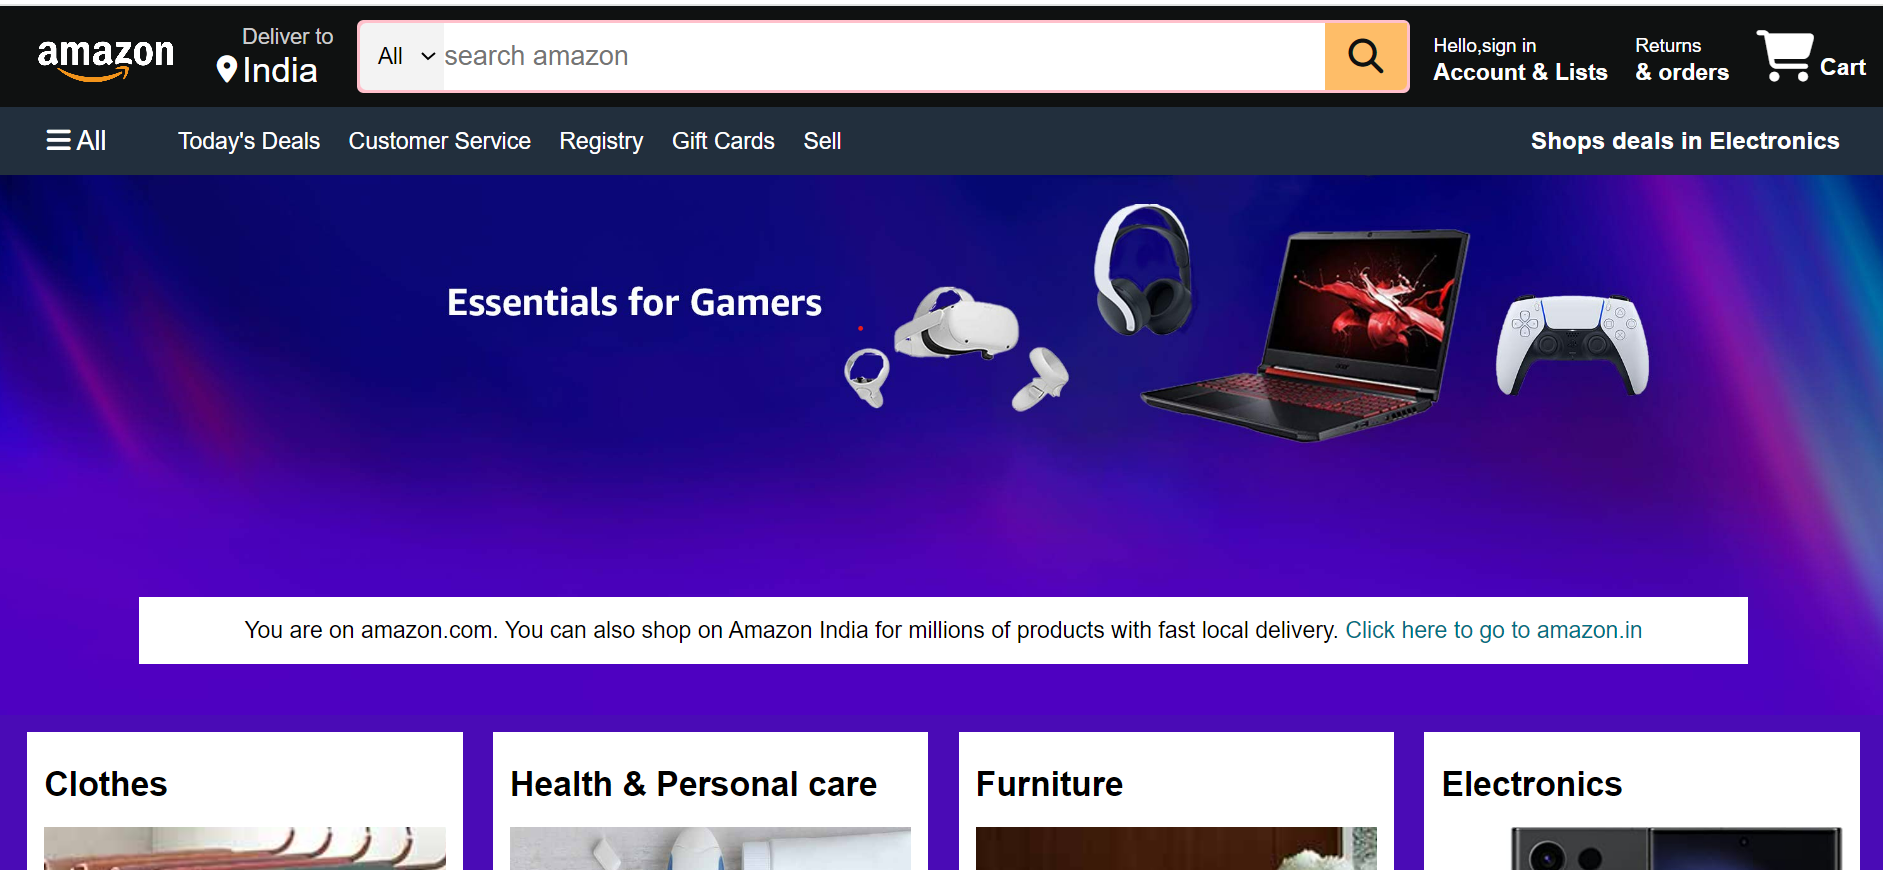 amazon
Deliver to
India
All
search amazon
Hello,sign in
Account & Lists
Returns
& orders
Cart
All
Today's Deals
Customer Service
Registry
Gift Cards
Sell
Shops deals in Electronics
Essentials for Gamers
You are on amazon.com. You can also shop on Amazon India for millions of products with fast local delivery. Click here to go to amazon.in
Clothes
Health & Personal care
Furniture
Electronics